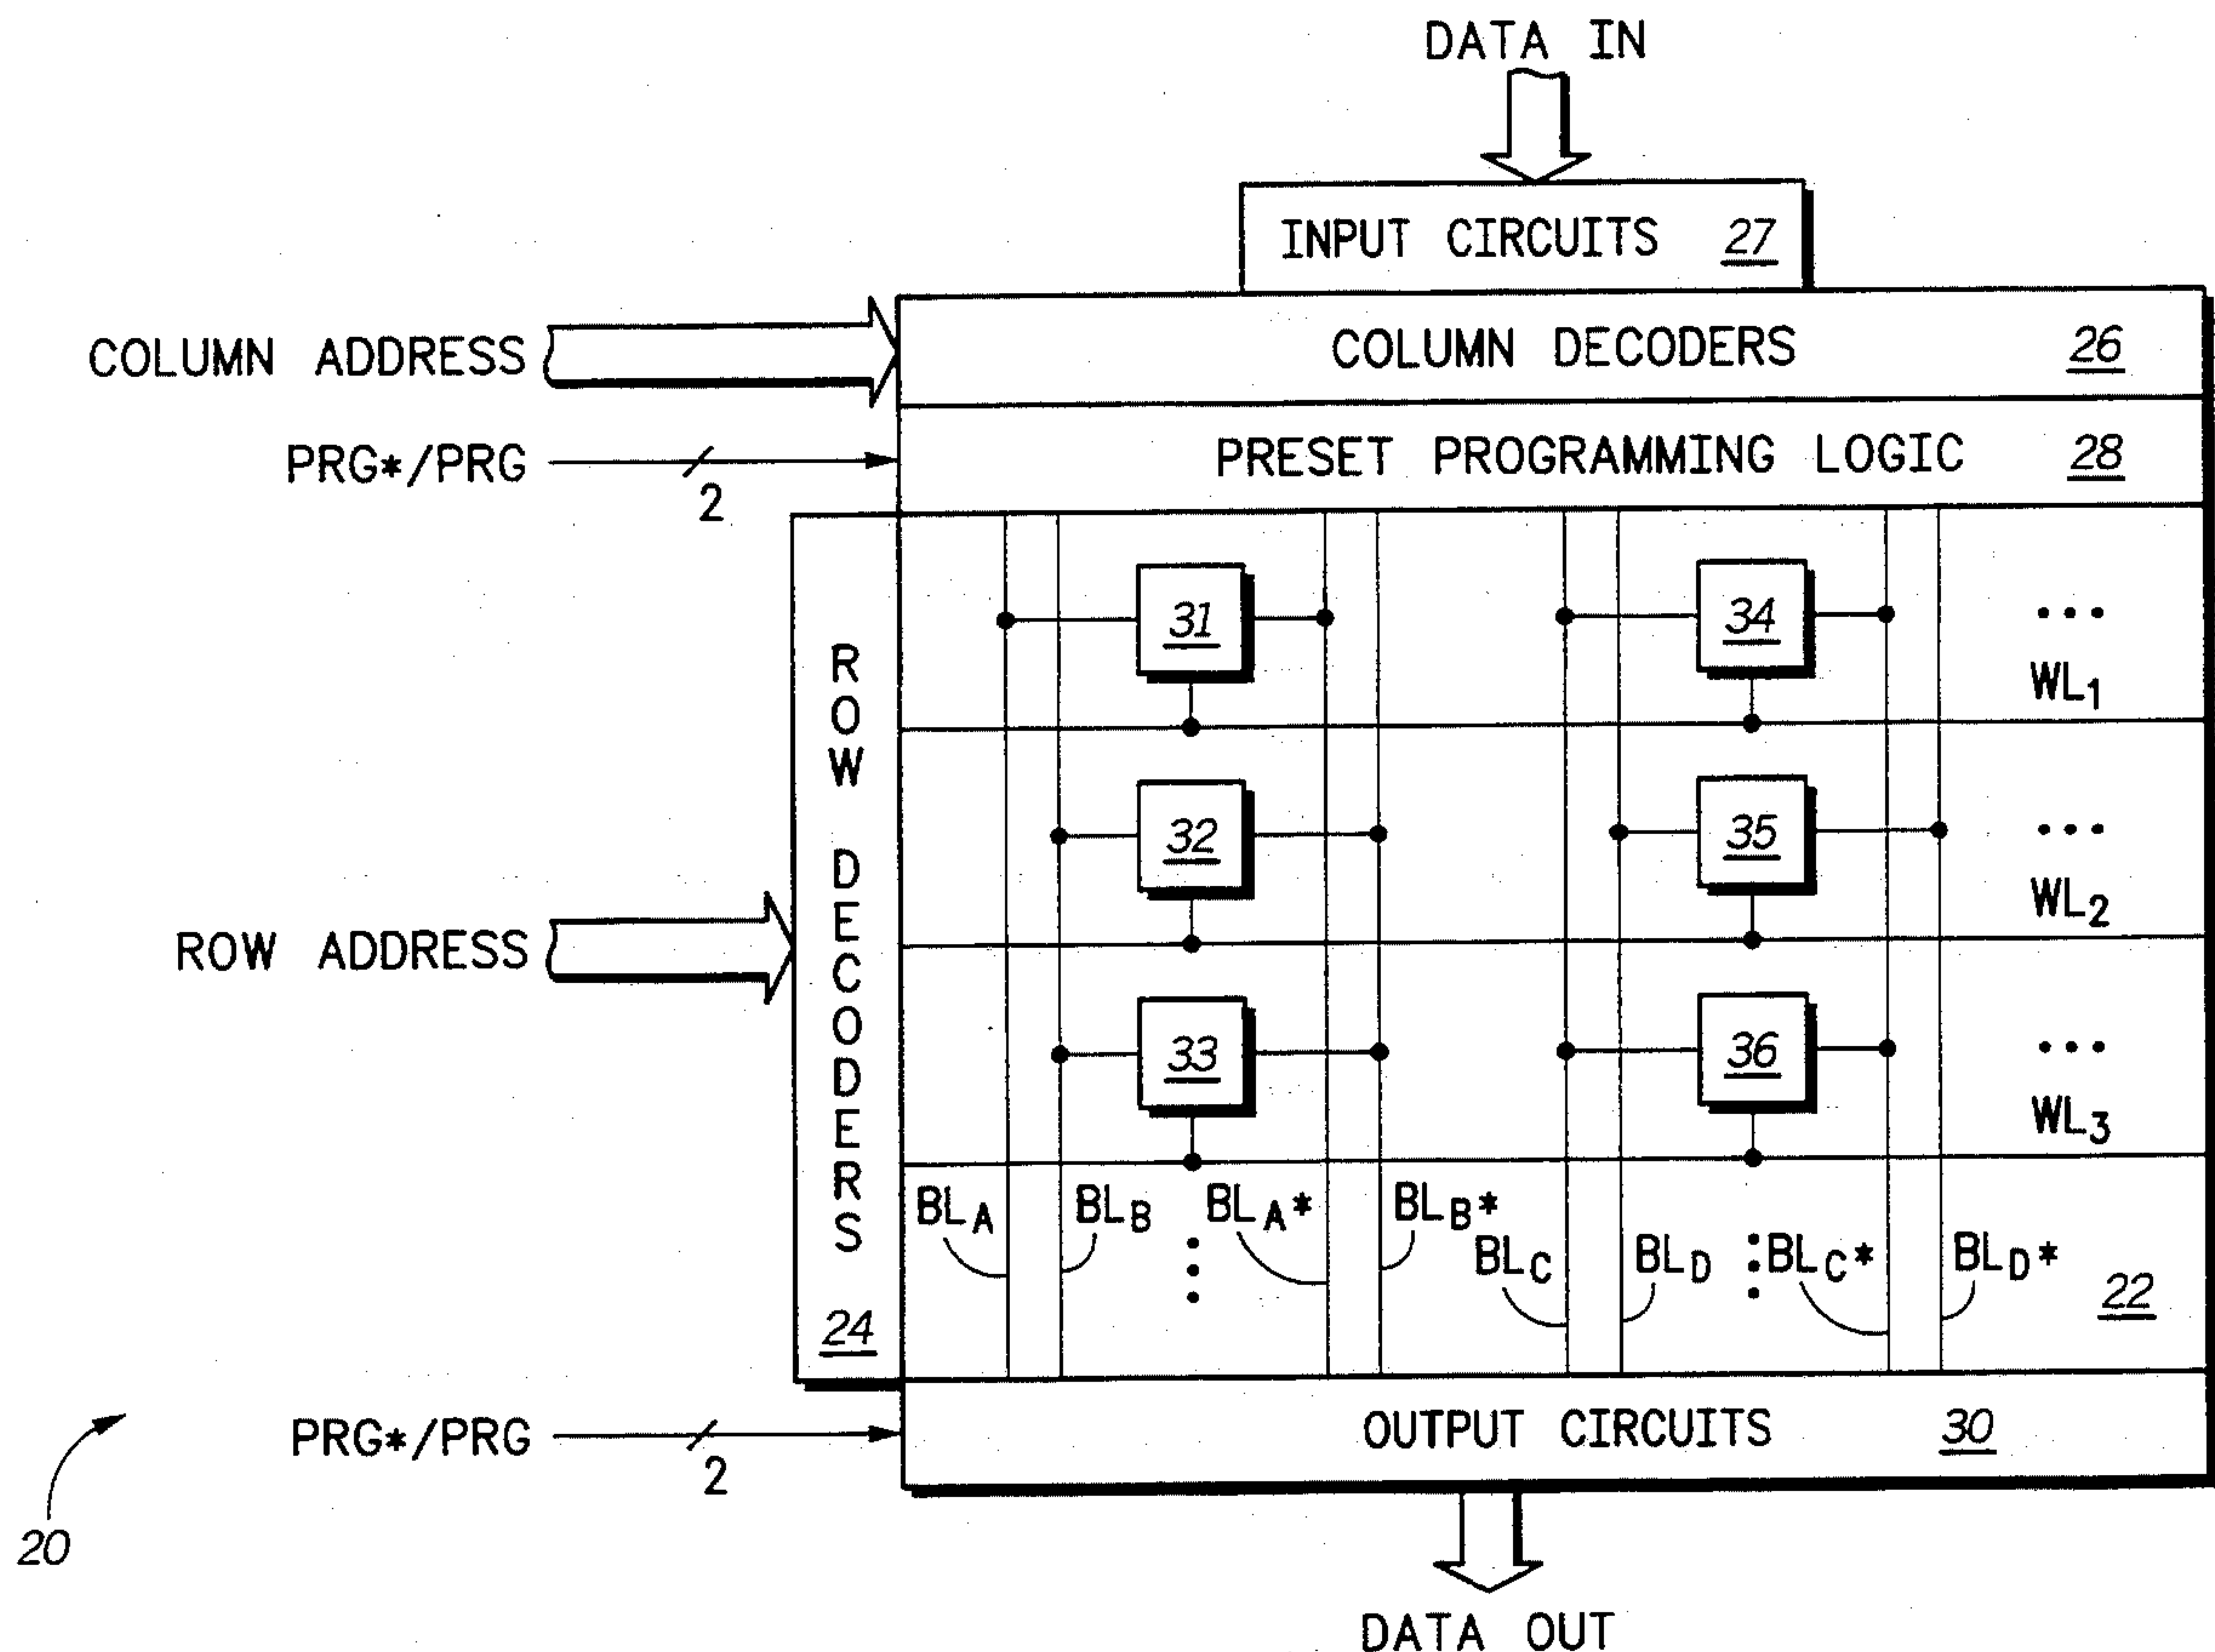 DATA IN
INPUT CIRCUITS 27
COLUMN ADDRESS
COLUMN DECODERS 26
PRG*/PRG
2
PRESET PROGRAMMING LOGIC 28
ROW DECODERS
24
ROW ADDRESS
31
34
...
WL1
32
35
...
WL2
33
36
...
WL3
BLA
BLB
BLA*
BLB*
BLC
BLD
BLC*
BLD*
22
PRG*/PRG
2
OUTPUT CIRCUITS 30
20
DATA OUT